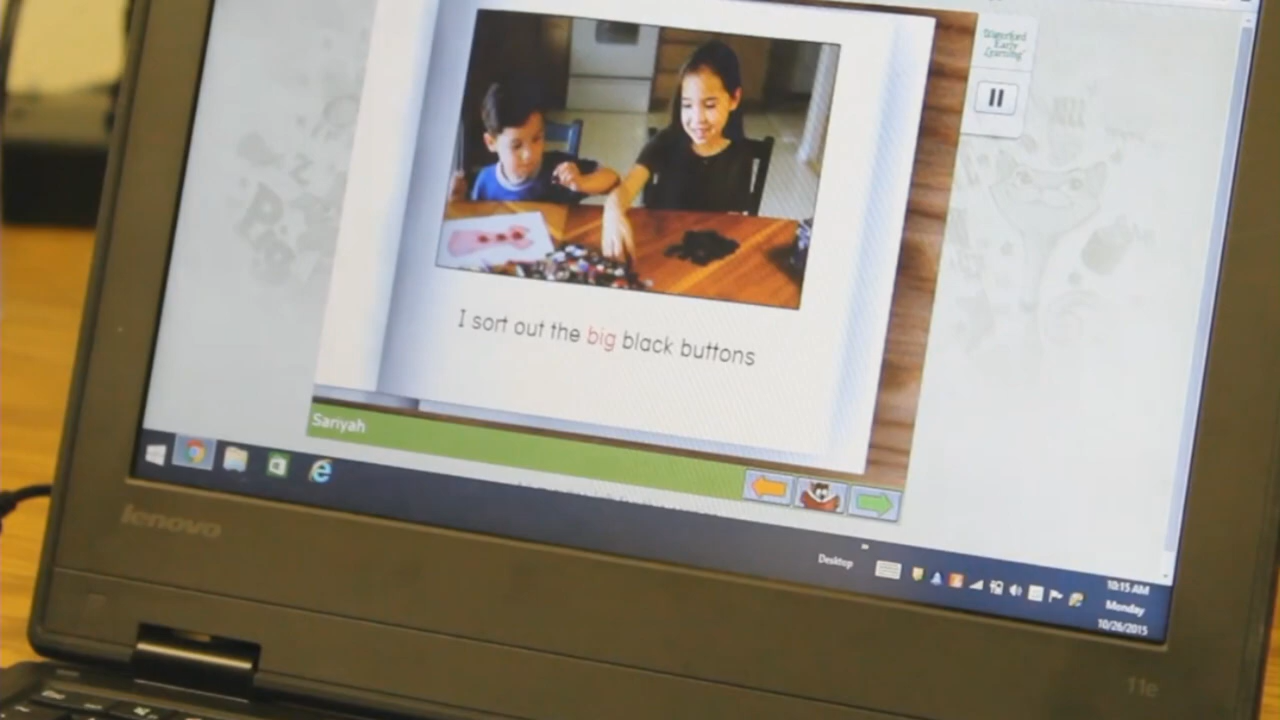 Waterford
Early
Learning
I sort out the big black buttons
Sariyah
Desktop
10:15 AM
Monday
10/26/2015
lenovo
11e